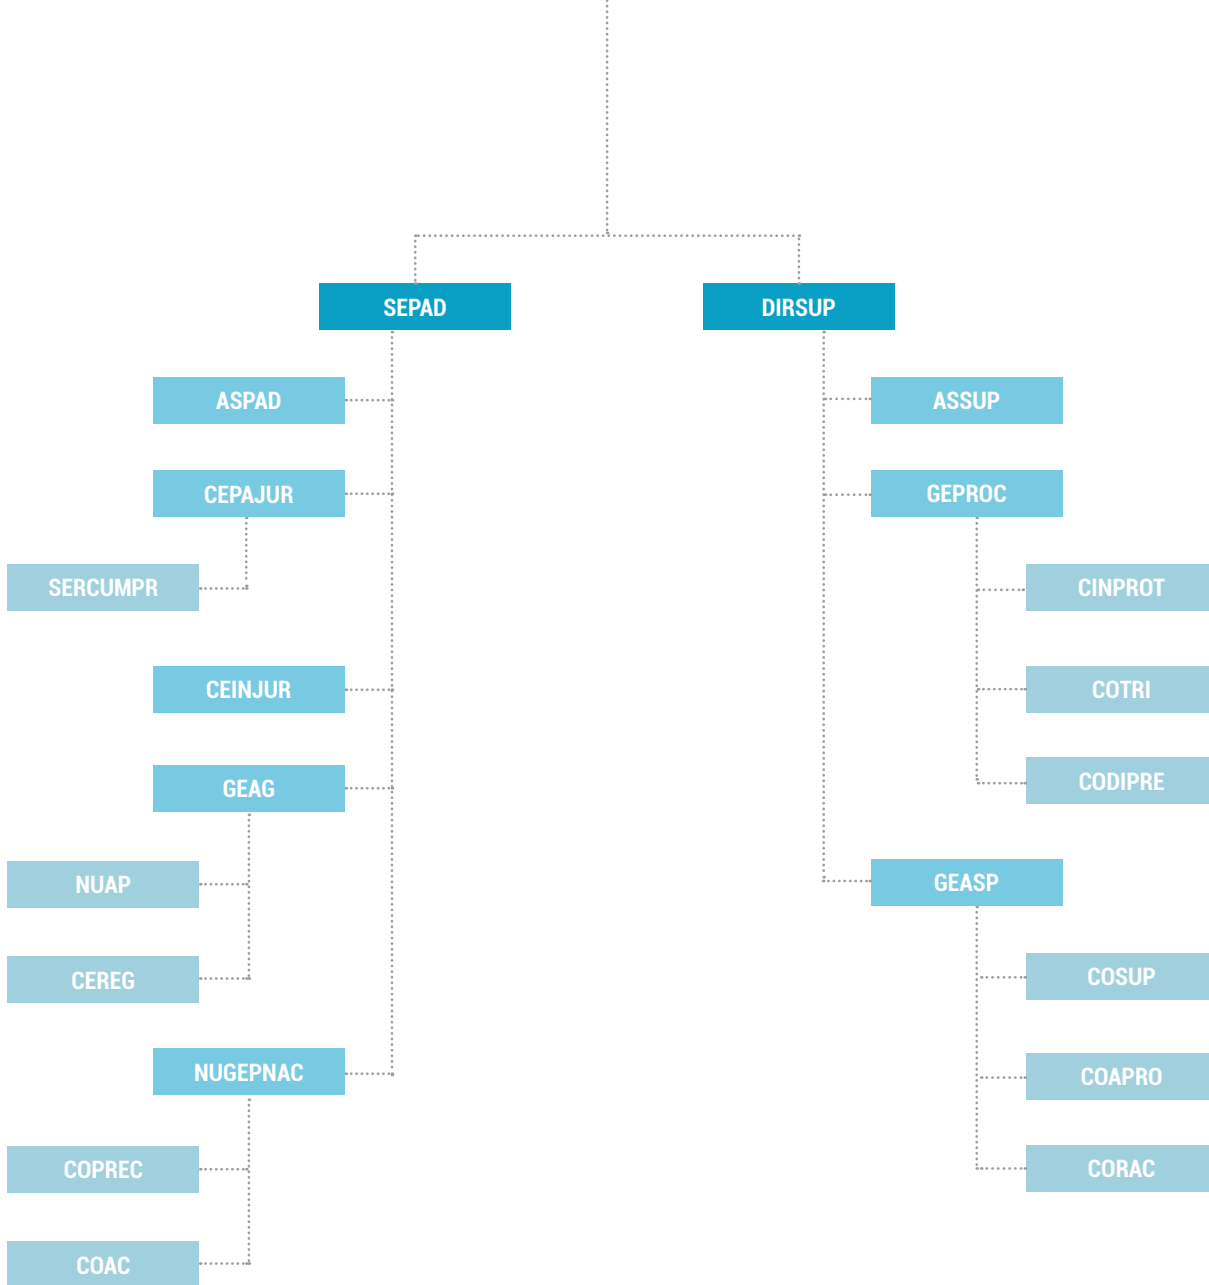 SEPAD
DIRSUP
ASPAD
ASSUP
CEPAJUR
GEPROC
SERCUMPR
CINPROT
CEINJUR
COTRI
GEAG
CODIPRE
NUAP
GEASP
CEREG
COSUP
NUGEPNAC
COAPRO
COPREC
CORAC
COAC